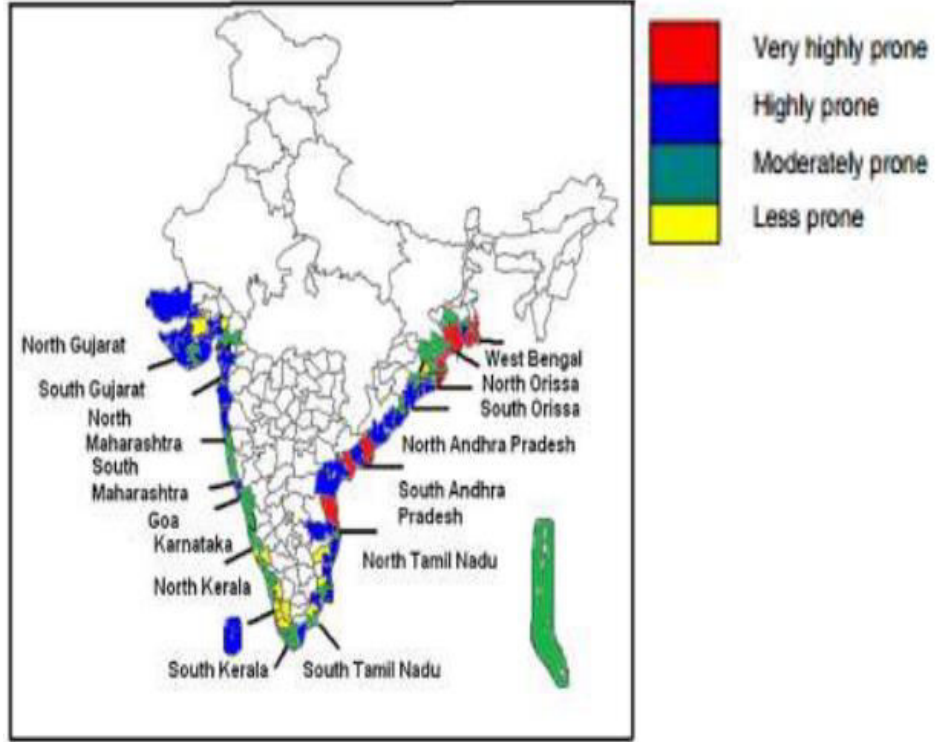 Very highly prone
Highly prone
Moderately prone
Less prone
North Gujarat
South Gujarat
North
Maharashtra
South
Maharashtra
Goa
Karnataka
North Kerala
South Kerala
South Tamil Nadu
West Bengal
North Orissa
South Orissa
North Andhra Pradesh
South Andhra
Pradesh
North Tamil Nadu